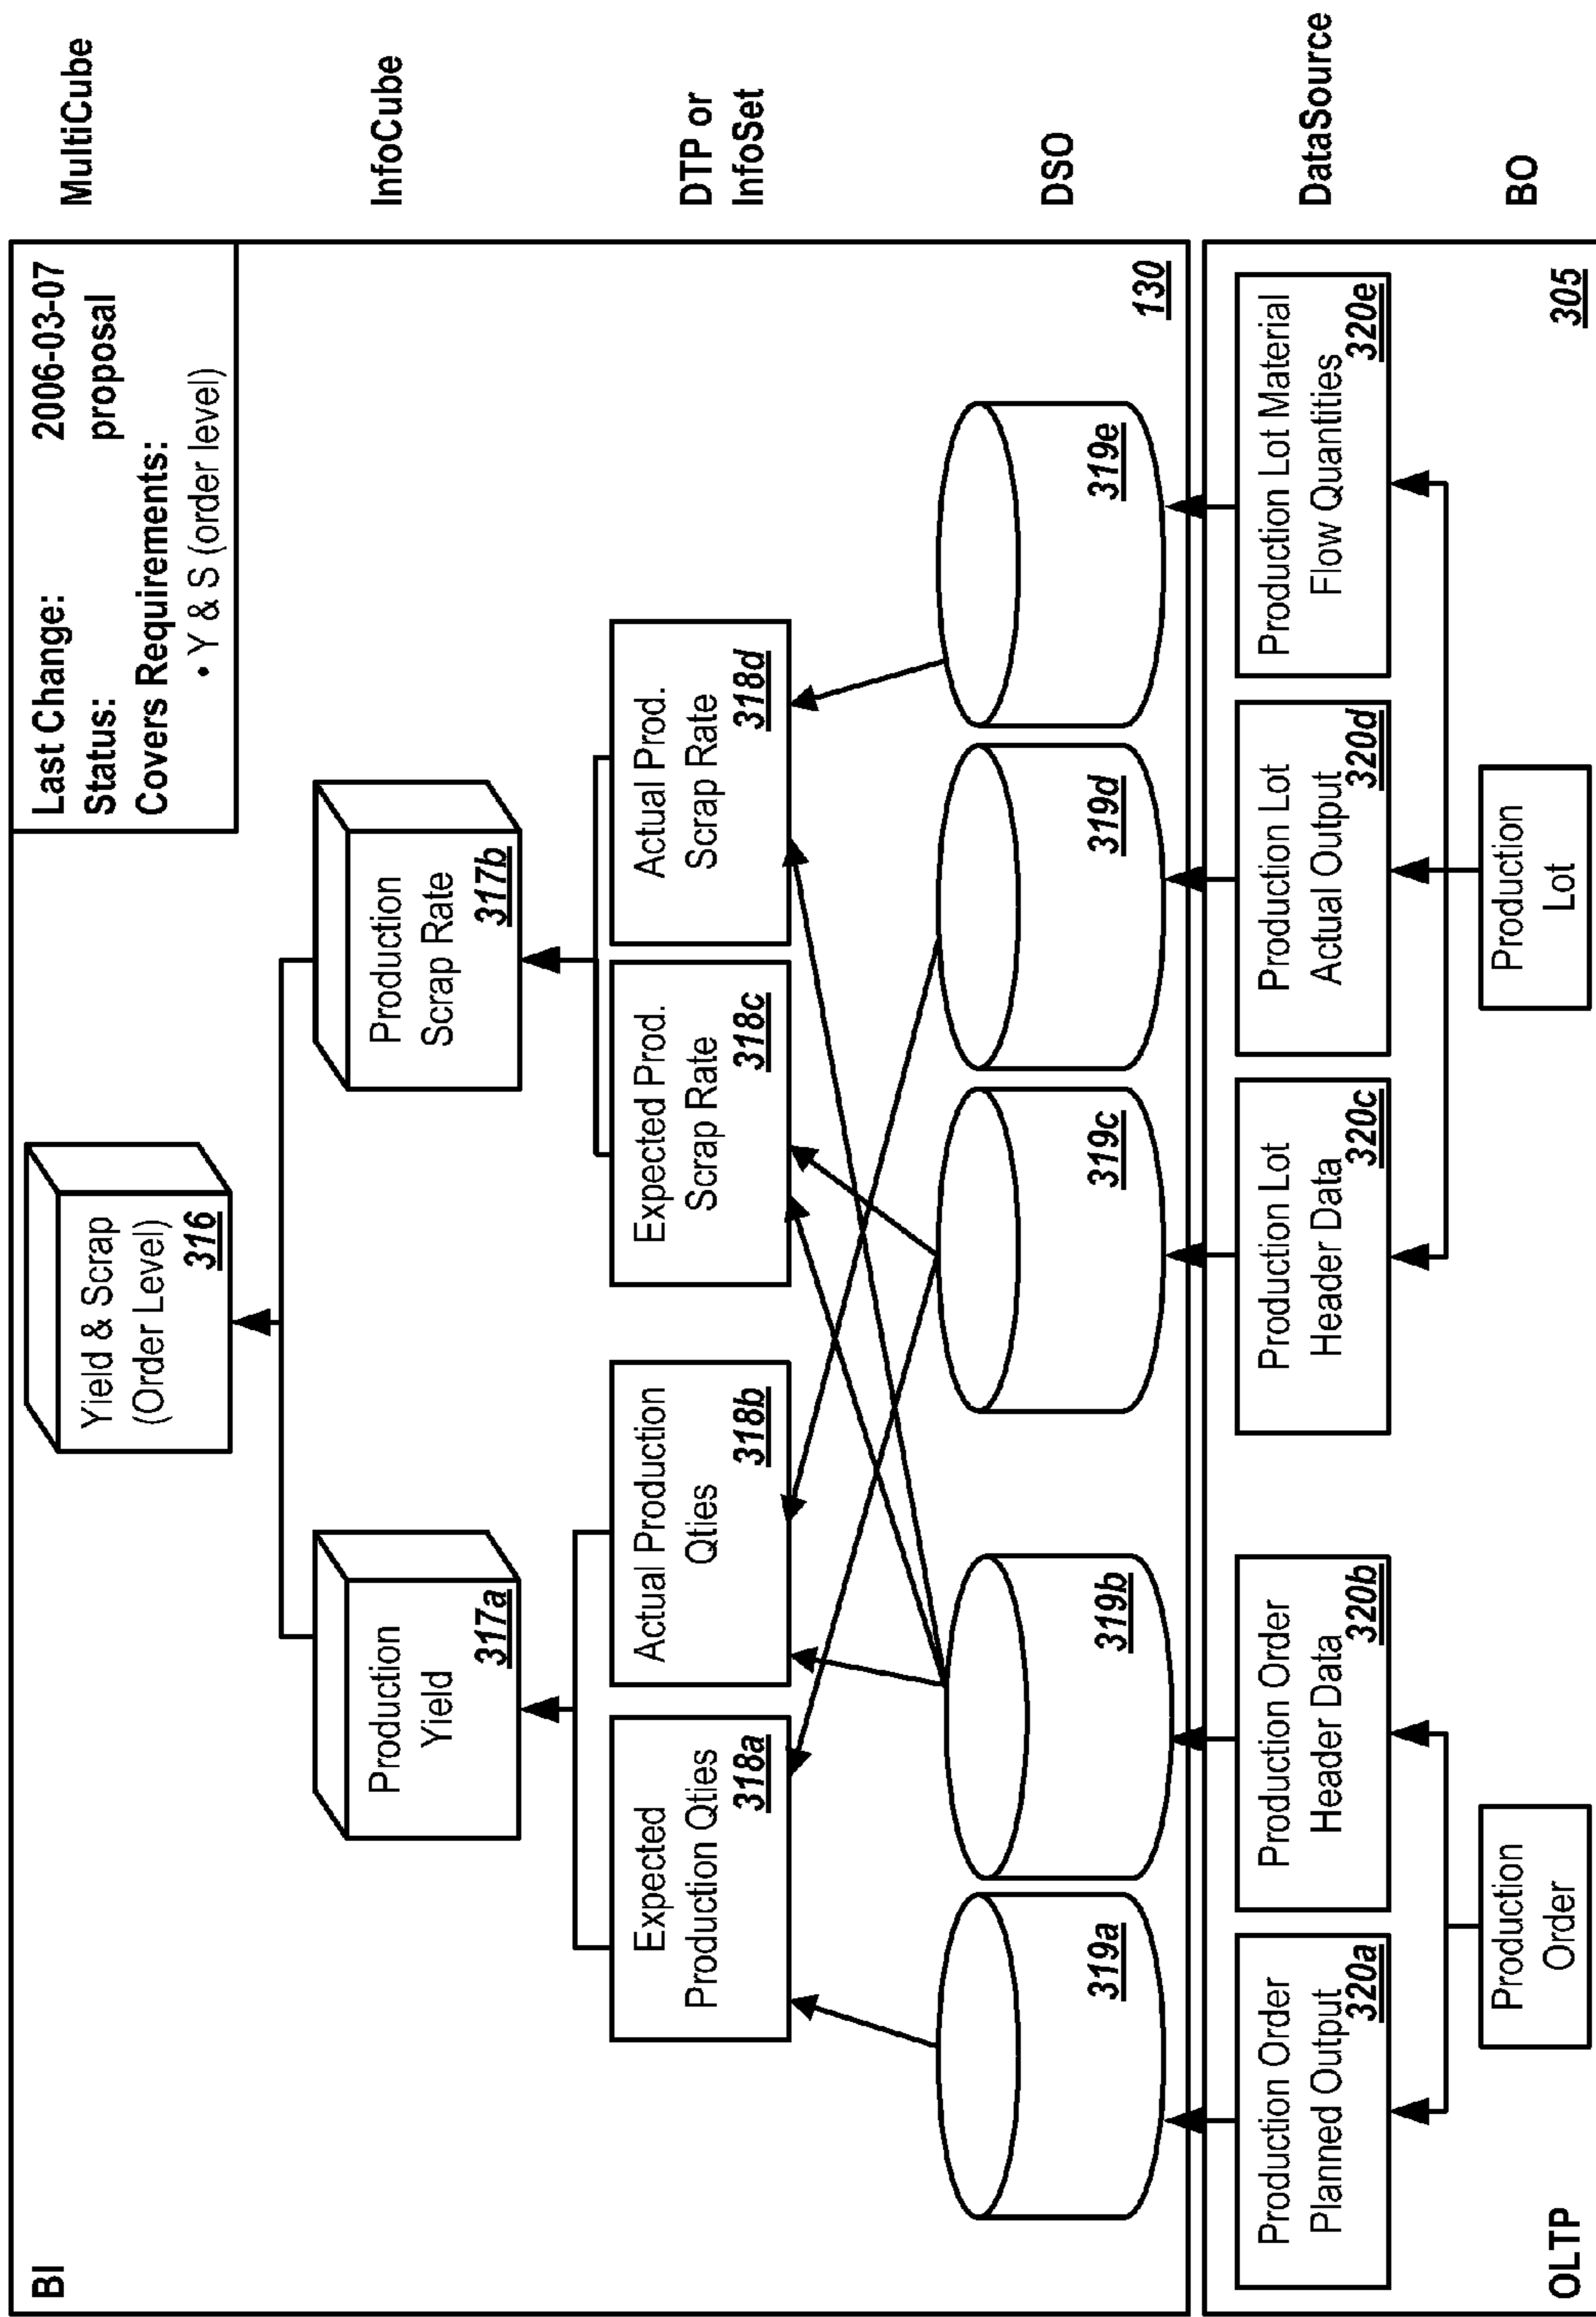 BI
Last Change: 2006-03-07
Status: proposal
Covers Requirements:
• Y & S (order level)
MultiCube
Yield & Scrap
(Order Level)
316
InfoCube
Production
Yield
317a
Production
Scrap Rate
317b
DTP or
InfoSet
Expected
Production Qties
318a
Actual Production
Qties
318b
Expected Prod.
Scrap Rate
318c
Actual Prod.
Scrap Rate
318d
DSO
319a
319b
319c
319d
319e
130
DataSource
Production Order
Planned Output
320a
Production Order
Header Data
320b
Production Lot
Header Data
320c
Production Lot
Actual Output
320d
Production Lot Material
Flow Quantities
320e
BO
OLTP
Production
Order
Production
Lot
305